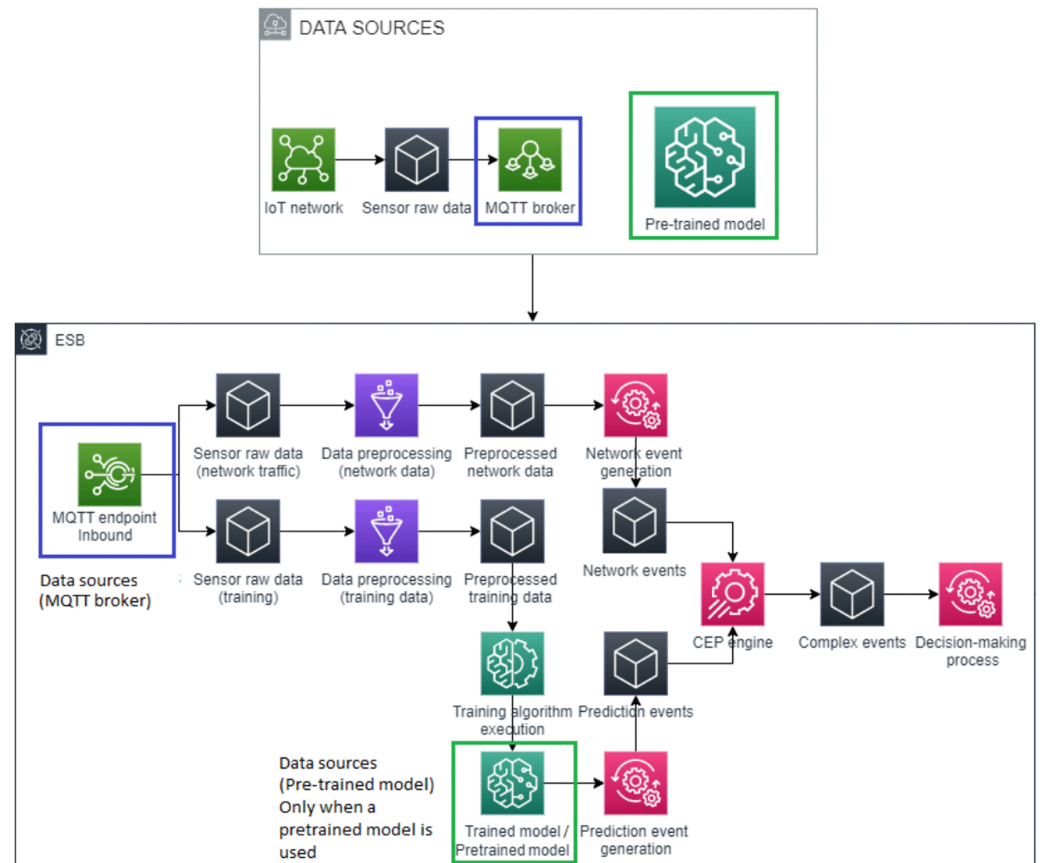 DATA SOURCES
IoT network
Sensor raw data
MQTT broker
Pre-trained model
ESB
Sensor raw data
(network traffic)
Data preprocessing
(network data)
Preprocessed
network data
Network event
generation
MQTT endpoint
Inbound
Data sources
(MQTT broker)
Sensor raw data
(training)
Data preprocessing
(training data)
Preprocessed
training data
Network events
CEP engine
Complex events
Decision-making
process
Training algorithm
execution
Prediction events
Data sources
(Pre-trained model)
Only when a
pretrained model is
used
Trained model /
Pretrained model
Prediction event
generation